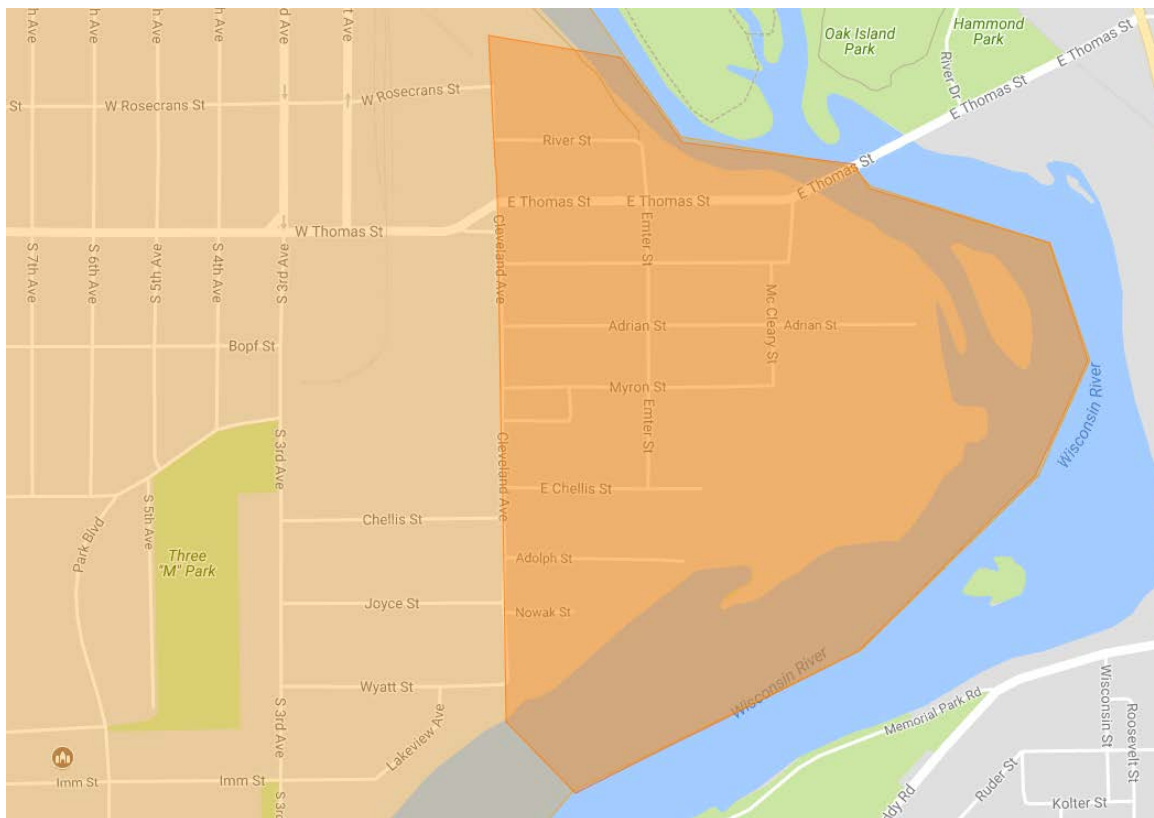 Oak Island
Park
Hammond
Park
River Dr
E Thomas St
E Thomas St
E Thomas St
St
W Rosecrans St
W Rosecrans St
River St
E Thomas St
E Thomas St
W Thomas St
Cleveland Ave
Emter St
S 7th Ave
S 6th Ave
S 5th Ave
S 4th Ave
S 3rd Ave
Mc Cleary St
Adrian St
Adrian St
Bopf St
Myron St
Emter St
Wisconsin River
S 3rd Ave
Cleveland Ave
E Chellis St
S 5th Ave
Park Blvd
Chellis St
Three
"M" Park
Adolph St
Joyce St
Nowak St
Wyatt St
Wisconsin River
S 3rd Ave
Lakeview Ave
Memorial Park Rd
Wisconsin St
Roosevelt St
Imm St
Imm St
Ruder St
Kolter St